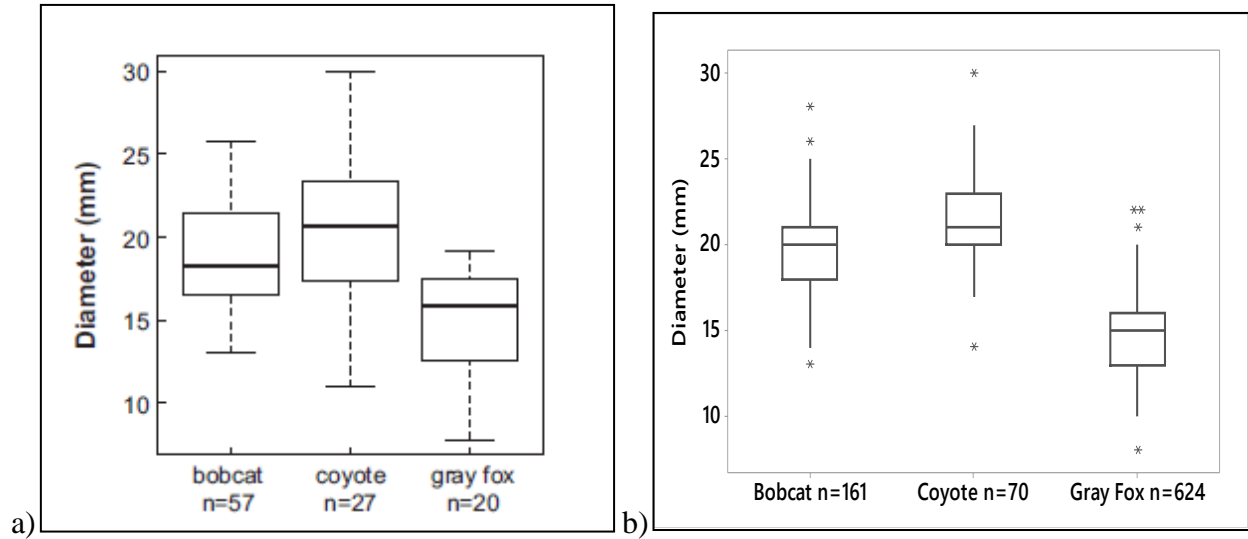 a)
Diameter (mm)
30
25
20
15
10
bobcat coyote gray fox
n=57 n=27 n=20
b)
Diameter (mm)
30
25
20
15
10
Bobcat n=161 Coyote n=70 Gray Fox n=624